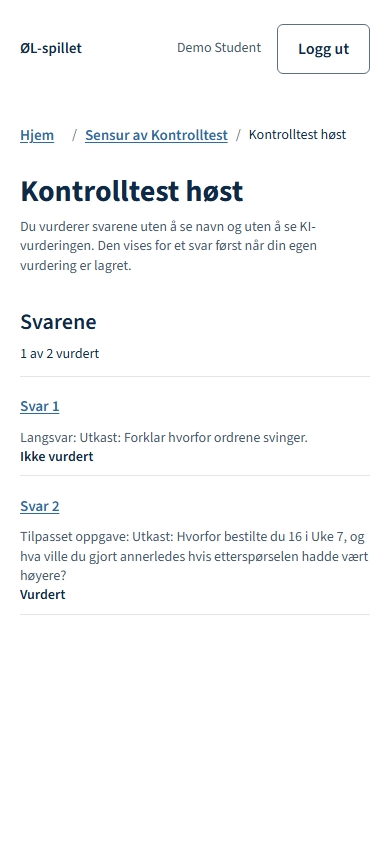 ØL-spillet
Demo Student
Logg ut
Hjem / Sensur av Kontrolltest / Kontrolltest høst
Kontrolltest høst
Du vurderer svarene uten å se navn og uten å se KI-
vurderingen. Den vises for et svar først når din egen
vurdering er lagret.
Svarene
1 av 2 vurdert
Svar 1
Langsvar: Utkast: Forklar hvorfor ordrene svinger.
Ikke vurdert
Svar 2
Tilpasset oppgave: Utkast: Hvorfor bestilte du 16 i Uke 7, og
hva ville du gjort annerledes hvis etterspørselen hadde vært
høyere?
Vurdert